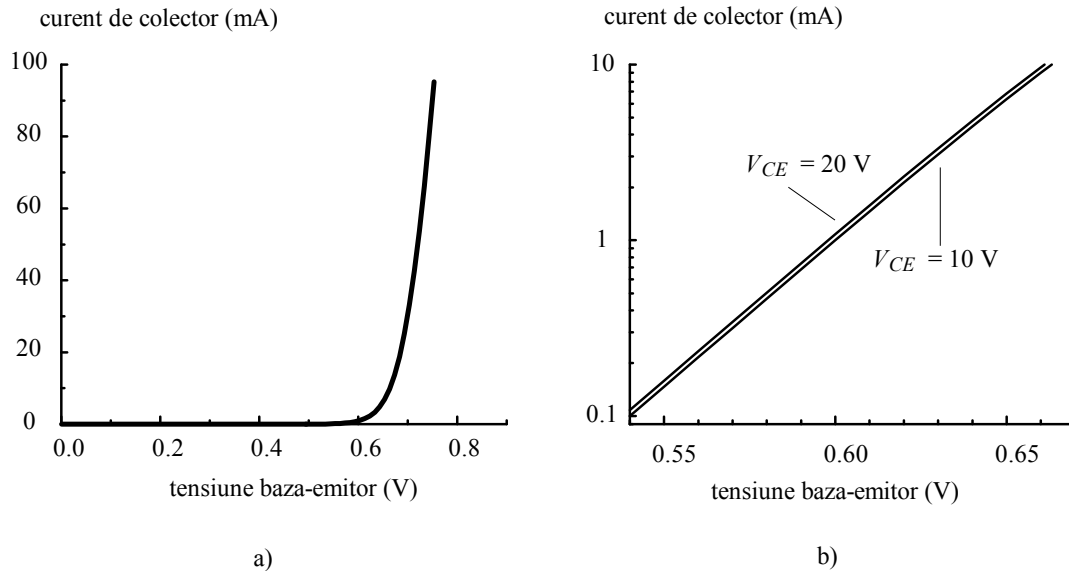 curent de colector (mA)
100
80
60
40
20
0
0.0 0.2 0.4 0.6 0.8
tensiune baza-emitor (V)
a)
curent de colector (mA)
10
1
0.1
V_CE = 20 V
V_CE = 10 V
0.55 0.60 0.65
tensiune baza-emitor (V)
b)